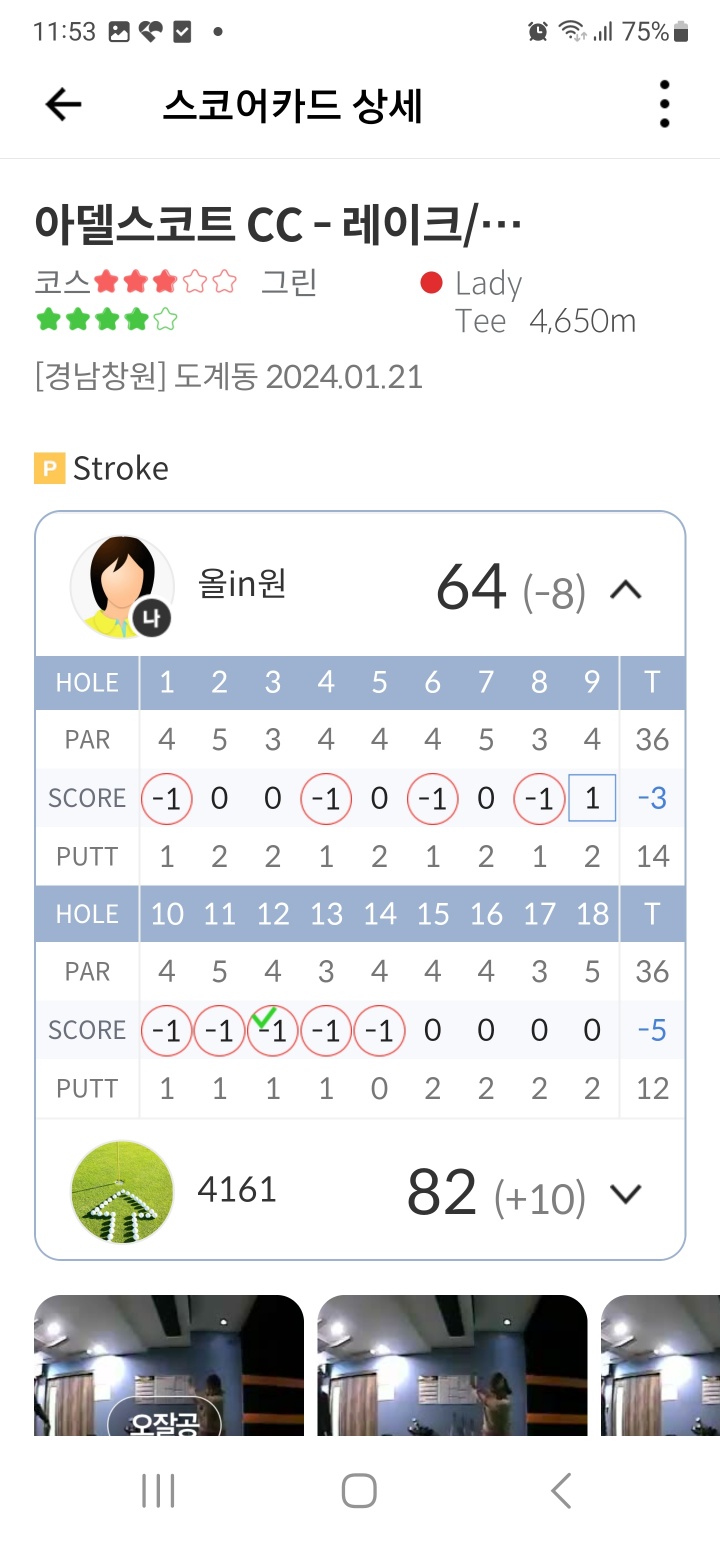 11:53 75%
스코어카드 상세
아델스코트 CC - 레이크/···
코스 그린
Lady
Tee 4,650m
[경남창원] 도계동 2024.01.21
P Stroke
올in원 64 (-8)
나
HOLE 1 2 3 4 5 6 7 8 9 T
PAR 4 5 3 4 4 4 5 3 4 36
SCORE -1 0 0 -1 0 -1 0 -1 1 -3
PUTT 1 2 2 1 2 1 2 1 2 14
HOLE 10 11 12 13 14 15 16 17 18 T
PAR 4 5 4 3 4 4 4 3 5 36
SCORE -1 -1 -1 -1 -1 0 0 0 0 -5
PUTT 1 1 1 1 0 2 2 2 2 12
4161 82 (+10)
오잘공